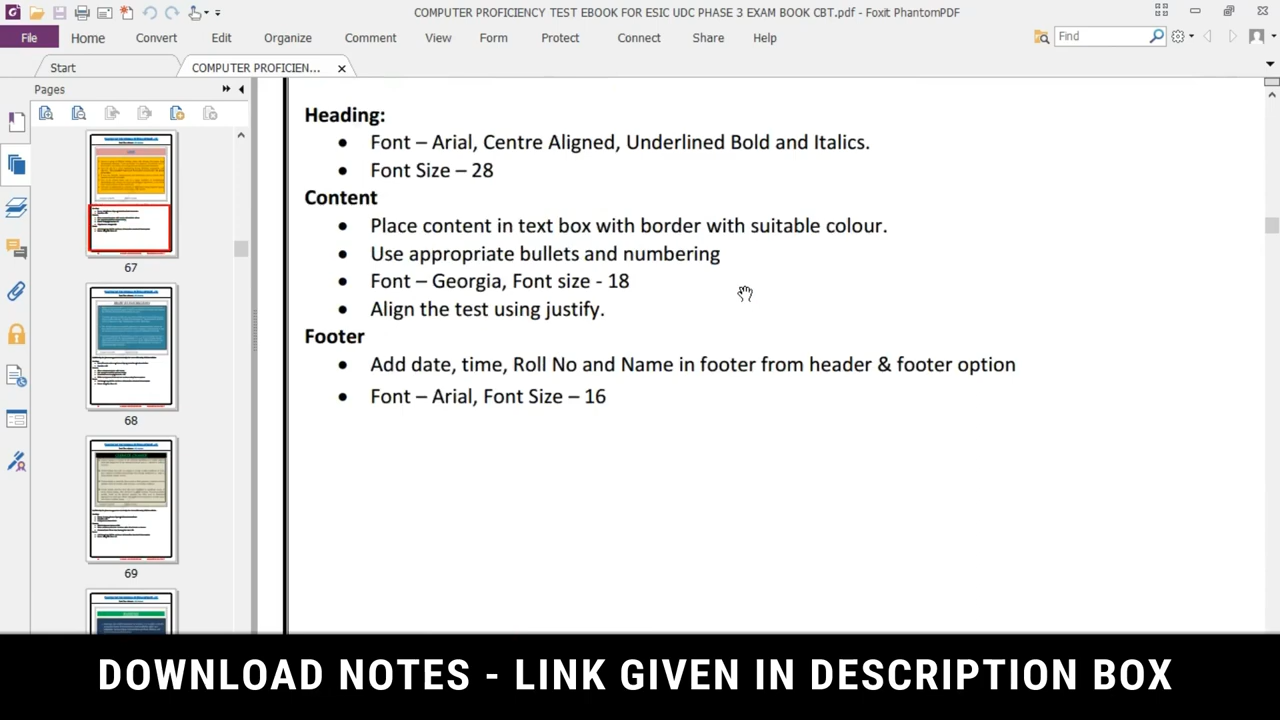 COMPUTER PROFICIENCY TEST EBOOK FOR ESIC UDC PHASE 3 EXAM BOOK CBT.pdf - Foxit PhantomPDF
File Home Convert Edit Organize Comment View Form Protect Connect Share Help Find
Start COMPUTER PROFICIEN...
Pages
67
68
69
Heading:
• Font – Arial, Centre Aligned, Underlined Bold and Italics.
• Font Size – 28
Content
• Place content in text box with border with suitable colour.
• Use appropriate bullets and numbering
• Font – Georgia, Font size - 18
• Align the test using justify.
Footer
• Add date, time, Roll No and Name in footer from header & footer option
• Font – Arial, Font Size – 16
DOWNLOAD NOTES - LINK GIVEN IN DESCRIPTION BOX